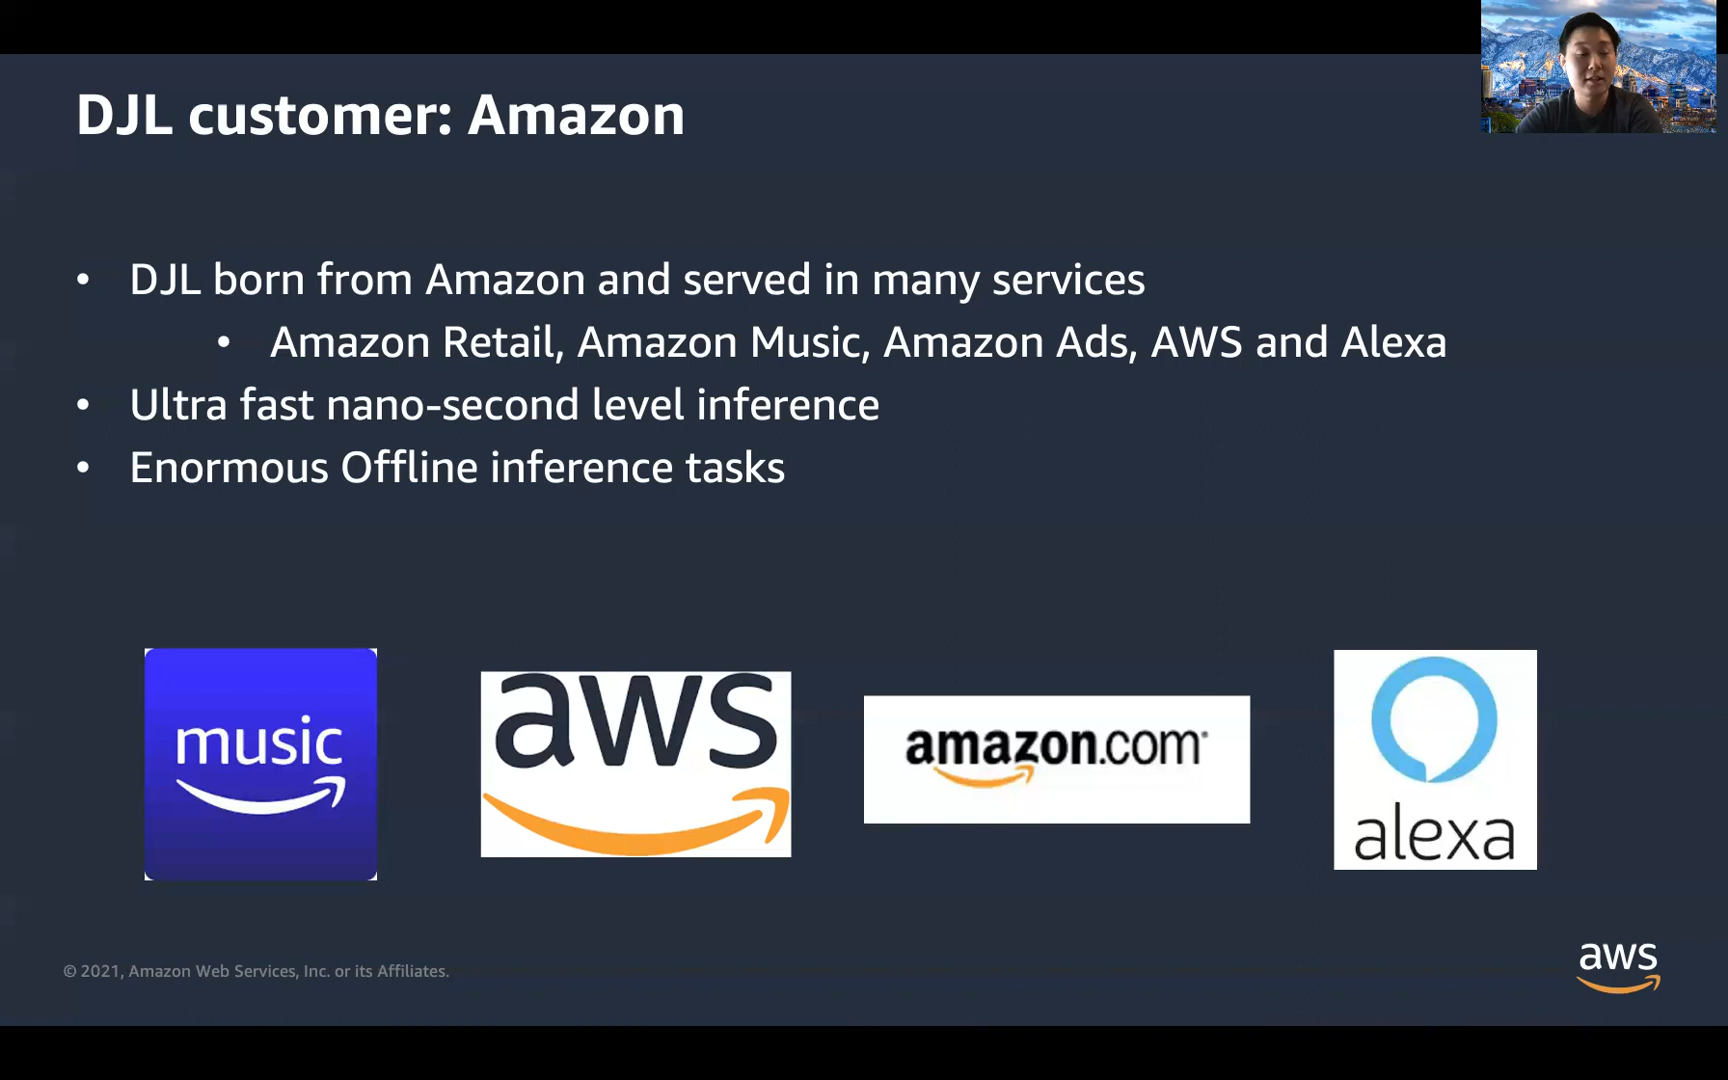 DJL customer: Amazon
• DJL born from Amazon and served in many services
• Amazon Retail, Amazon Music, Amazon Ads, AWS and Alexa
• Ultra fast nano-second level inference
• Enormous Offline inference tasks
music
aws
amazon.com
alexa
© 2021, Amazon Web Services, Inc. or its Affiliates.
aws